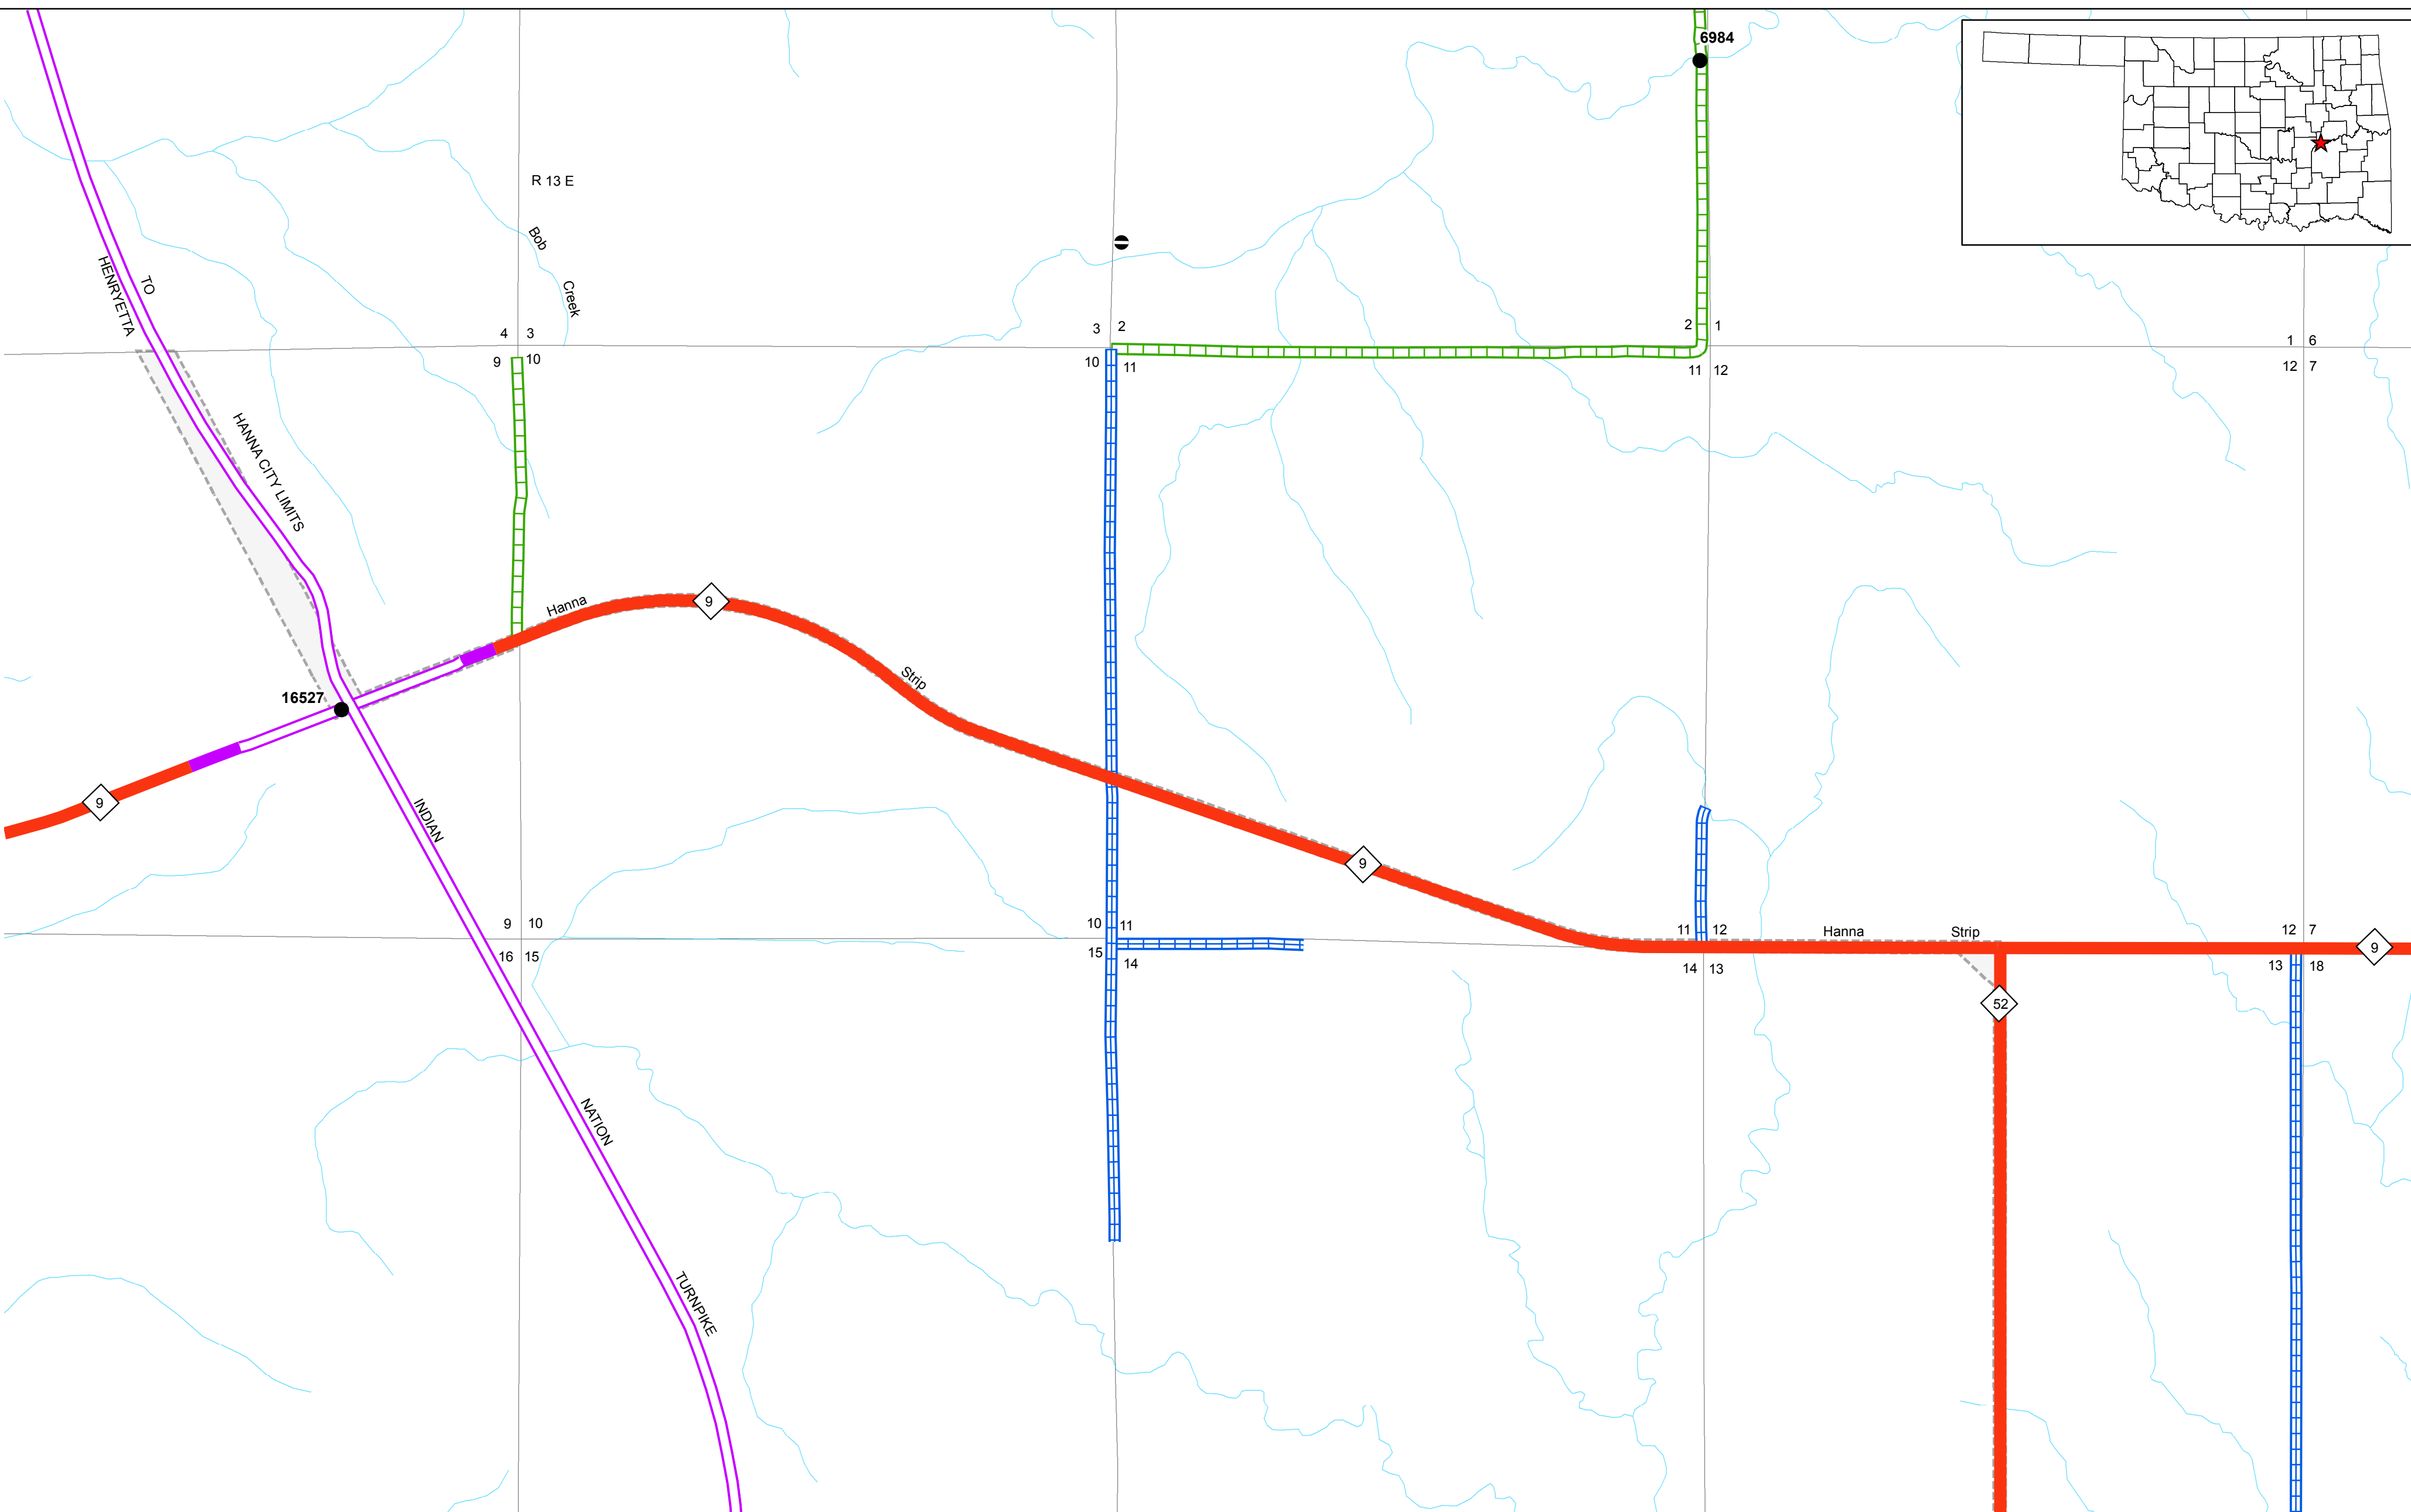 6984
R 13 E
Bob
Creek
TO
HENRYETTA
4 3
9 10
3 2
10 11
2 1
11 12
1 6
12 7
HANNA CITY LIMITS
Hanna
9
Strip
16527
9
INDIAN
9
9 10
16 15
10 11
15 14
11 12
14 13
Hanna Strip
12 7
13 18
9
52
NATION
TURNPIKE